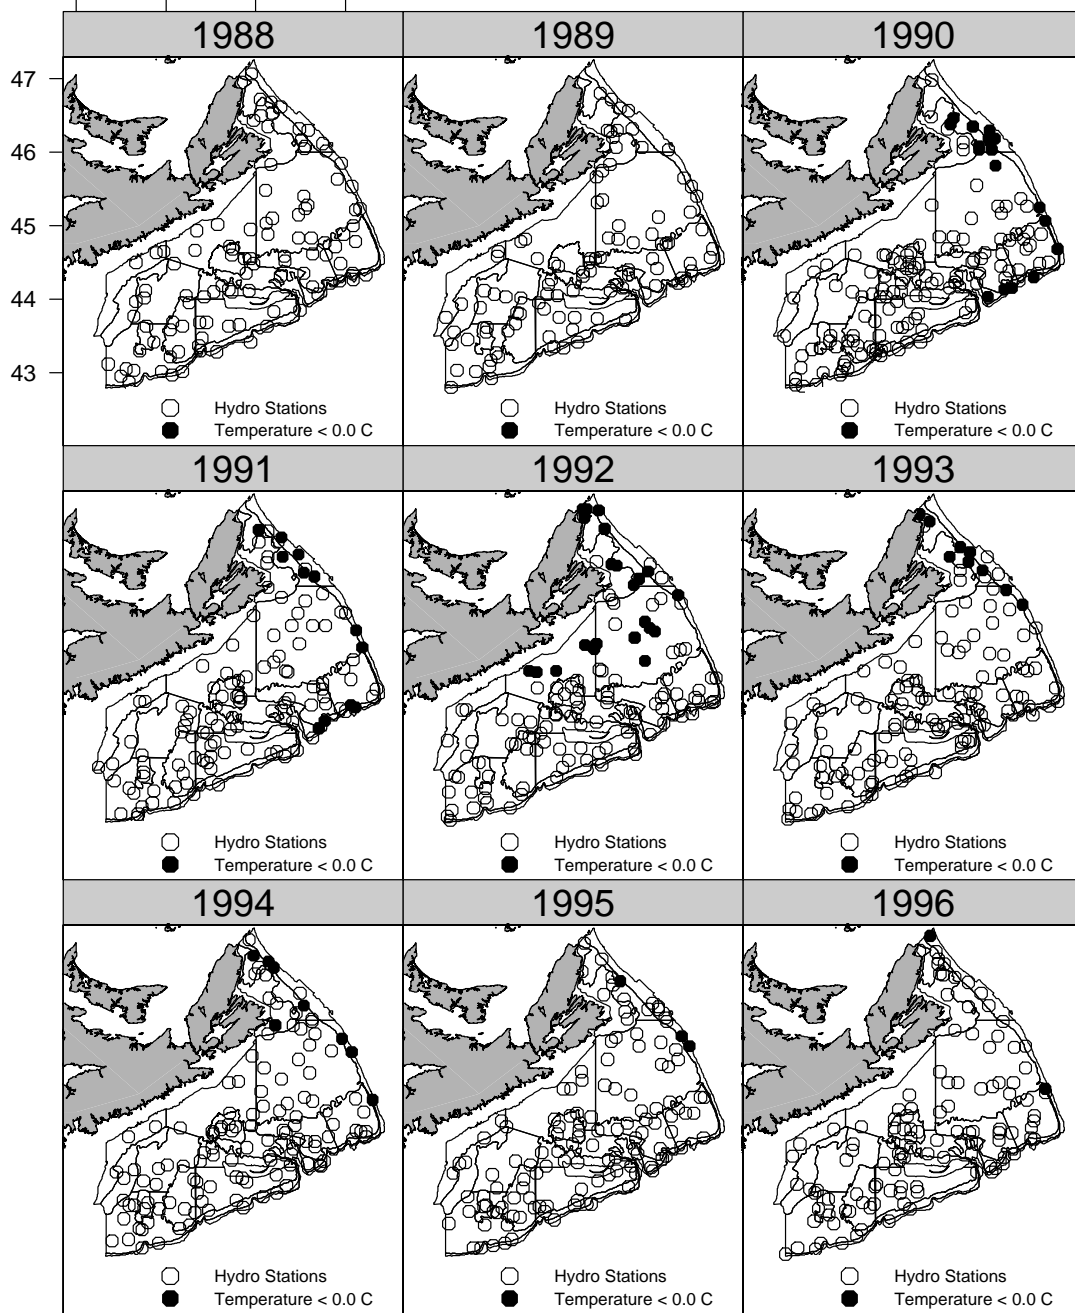 1988 1989 1990
47
46
45
44
43
Hydro Stations Hydro Stations Hydro Stations
Temperature < 0.0 C Temperature < 0.0 C Temperature < 0.0 C
1991 1992 1993
Hydro Stations Hydro Stations Hydro Stations
Temperature < 0.0 C Temperature < 0.0 C Temperature < 0.0 C
1994 1995 1996
Hydro Stations Hydro Stations Hydro Stations
Temperature < 0.0 C Temperature < 0.0 C Temperature < 0.0 C